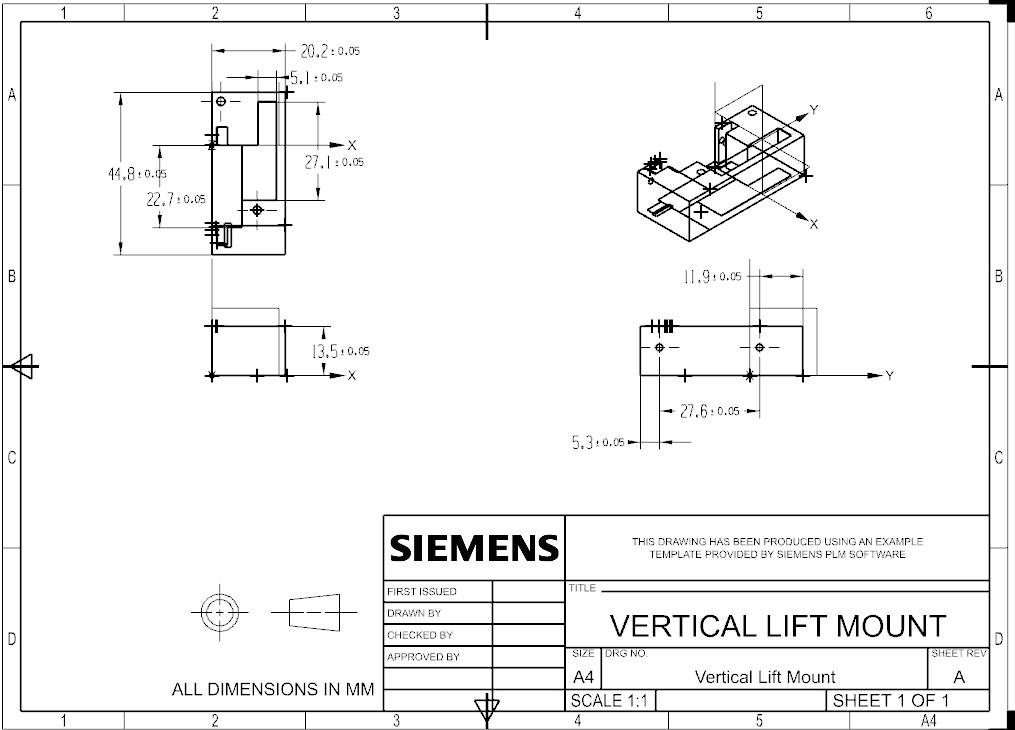 1 2 3 4 5 6
A A
20.2±0.05
5.1±0.05
Y
X
27.1±0.05
44.8±0.05
22.7±0.05
X
B B
11.9±0.05
13.5±0.05
X
Y
27.6±0.05
5.3±0.05
C C
SIEMENS
THIS DRAWING HAS BEEN PRODUCED USING AN EXAMPLE
TEMPLATE PROVIDED BY SIEMENS PLM SOFTWARE
FIRST ISSUED
TITLE
DRAWN BY
VERTICAL LIFT MOUNT
CHECKED BY
D D
APPROVED BY
SIZE DRG NO. SHEET REV
A4 Vertical Lift Mount A
ALL DIMENSIONS IN MM
SCALE 1:1 SHEET 1 OF 1
1 2 3 4 5 A4